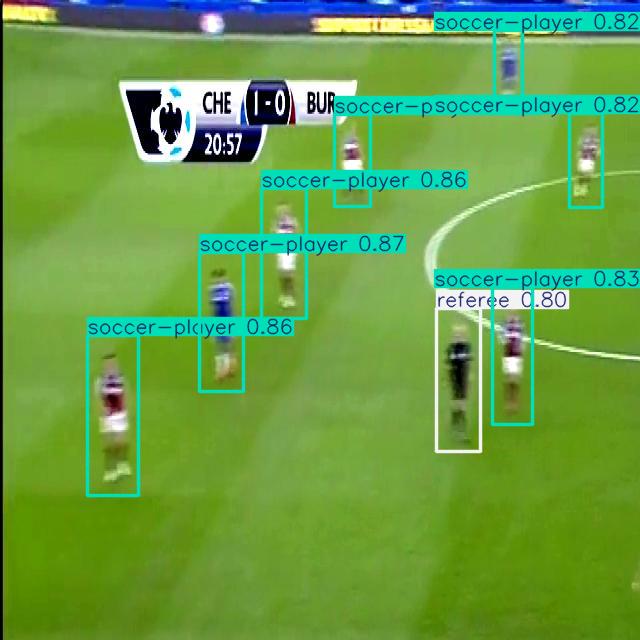 soccer-player 0.82
CHE 1-0 BUR
soccer-p
soccer-player 0.82
20:57
soccer-player 0.86
soccer-player 0.87
soccer-player 0.83
referee 0.80
soccer-player 0.86